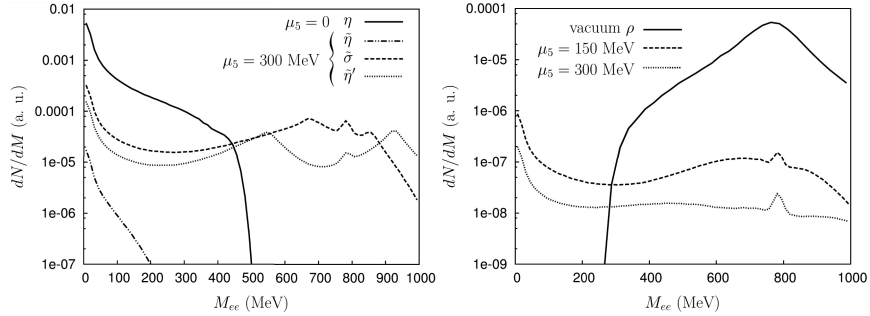 0.01
0.001
0.0001
1e-05
1e-06
1e-07
0 100 200 300 400 500 600 700 800 900 1000
dN/dM (a. u.)
M_ee (MeV)
μ₅ = 0 η
η̃
μ₅ = 300 MeV { σ̃
η̃′
0.0001
1e-05
1e-06
1e-07
1e-08
1e-09
0 200 400 600 800 1000
dN/dM (a. u.)
M_ee (MeV)
vacuum ρ
μ₅ = 150 MeV
μ₅ = 300 MeV